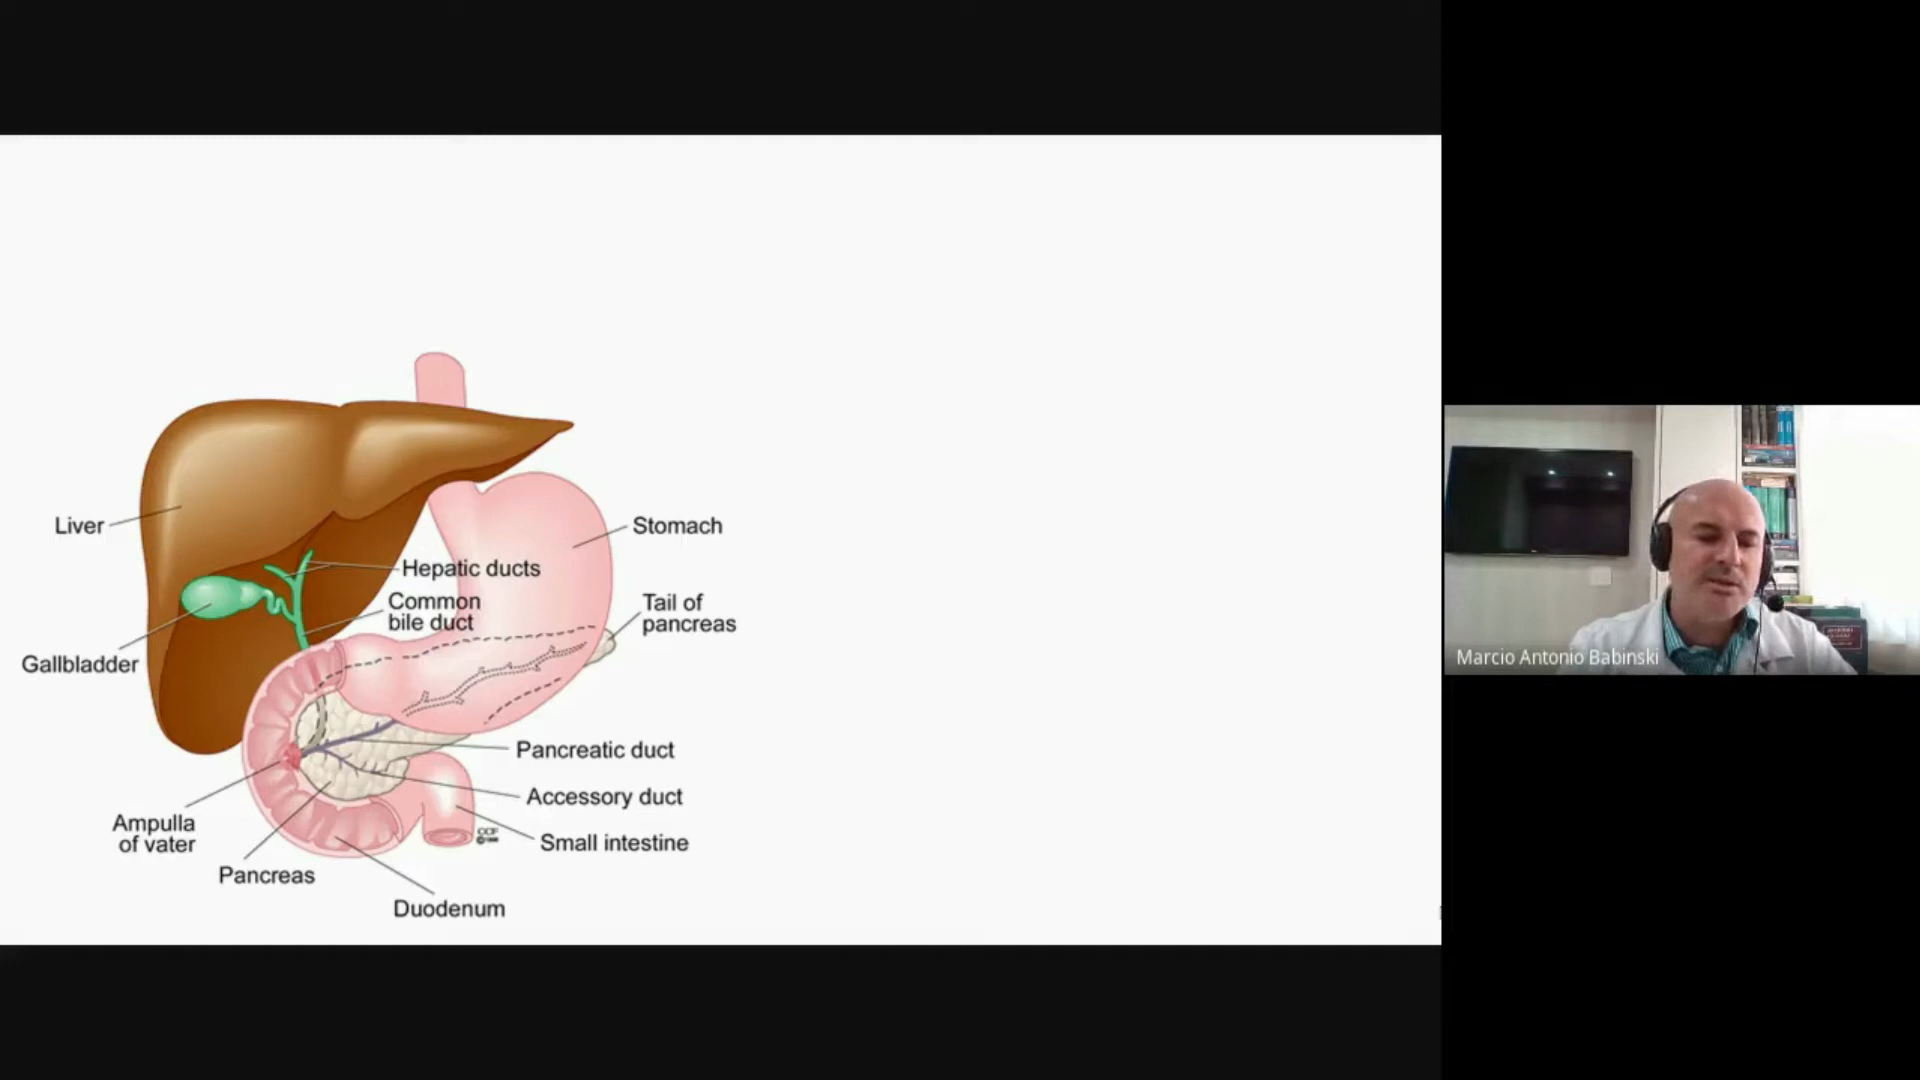 Liver
Hepatic ducts
Common
bile duct
Gallbladder
Stomach
Tail of
pancreas
Pancreatic duct
Accessory duct
Small intestine
Ampulla
of vater
Pancreas
Duodenum
CCF
Marcio Antonio Babinski